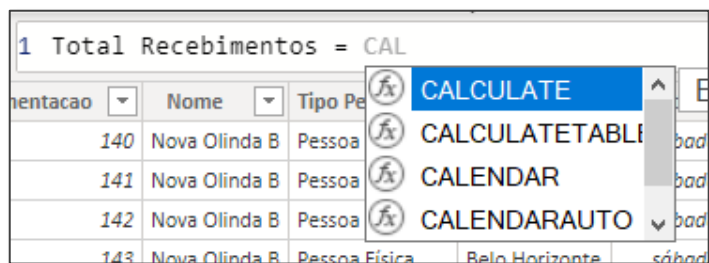 1 Total Recebimentos = CAL
CALCULATE
CALCULATETABLE
CALENDAR
CALENDARAUTO
mentacao Nome Tipo Pe
140 Nova Olinda B Pessoa
141 Nova Olinda B Pessoa
142 Nova Olinda B Pessoa
143 Nova Olinda B Pessoa Física Belo Horizonte sábad